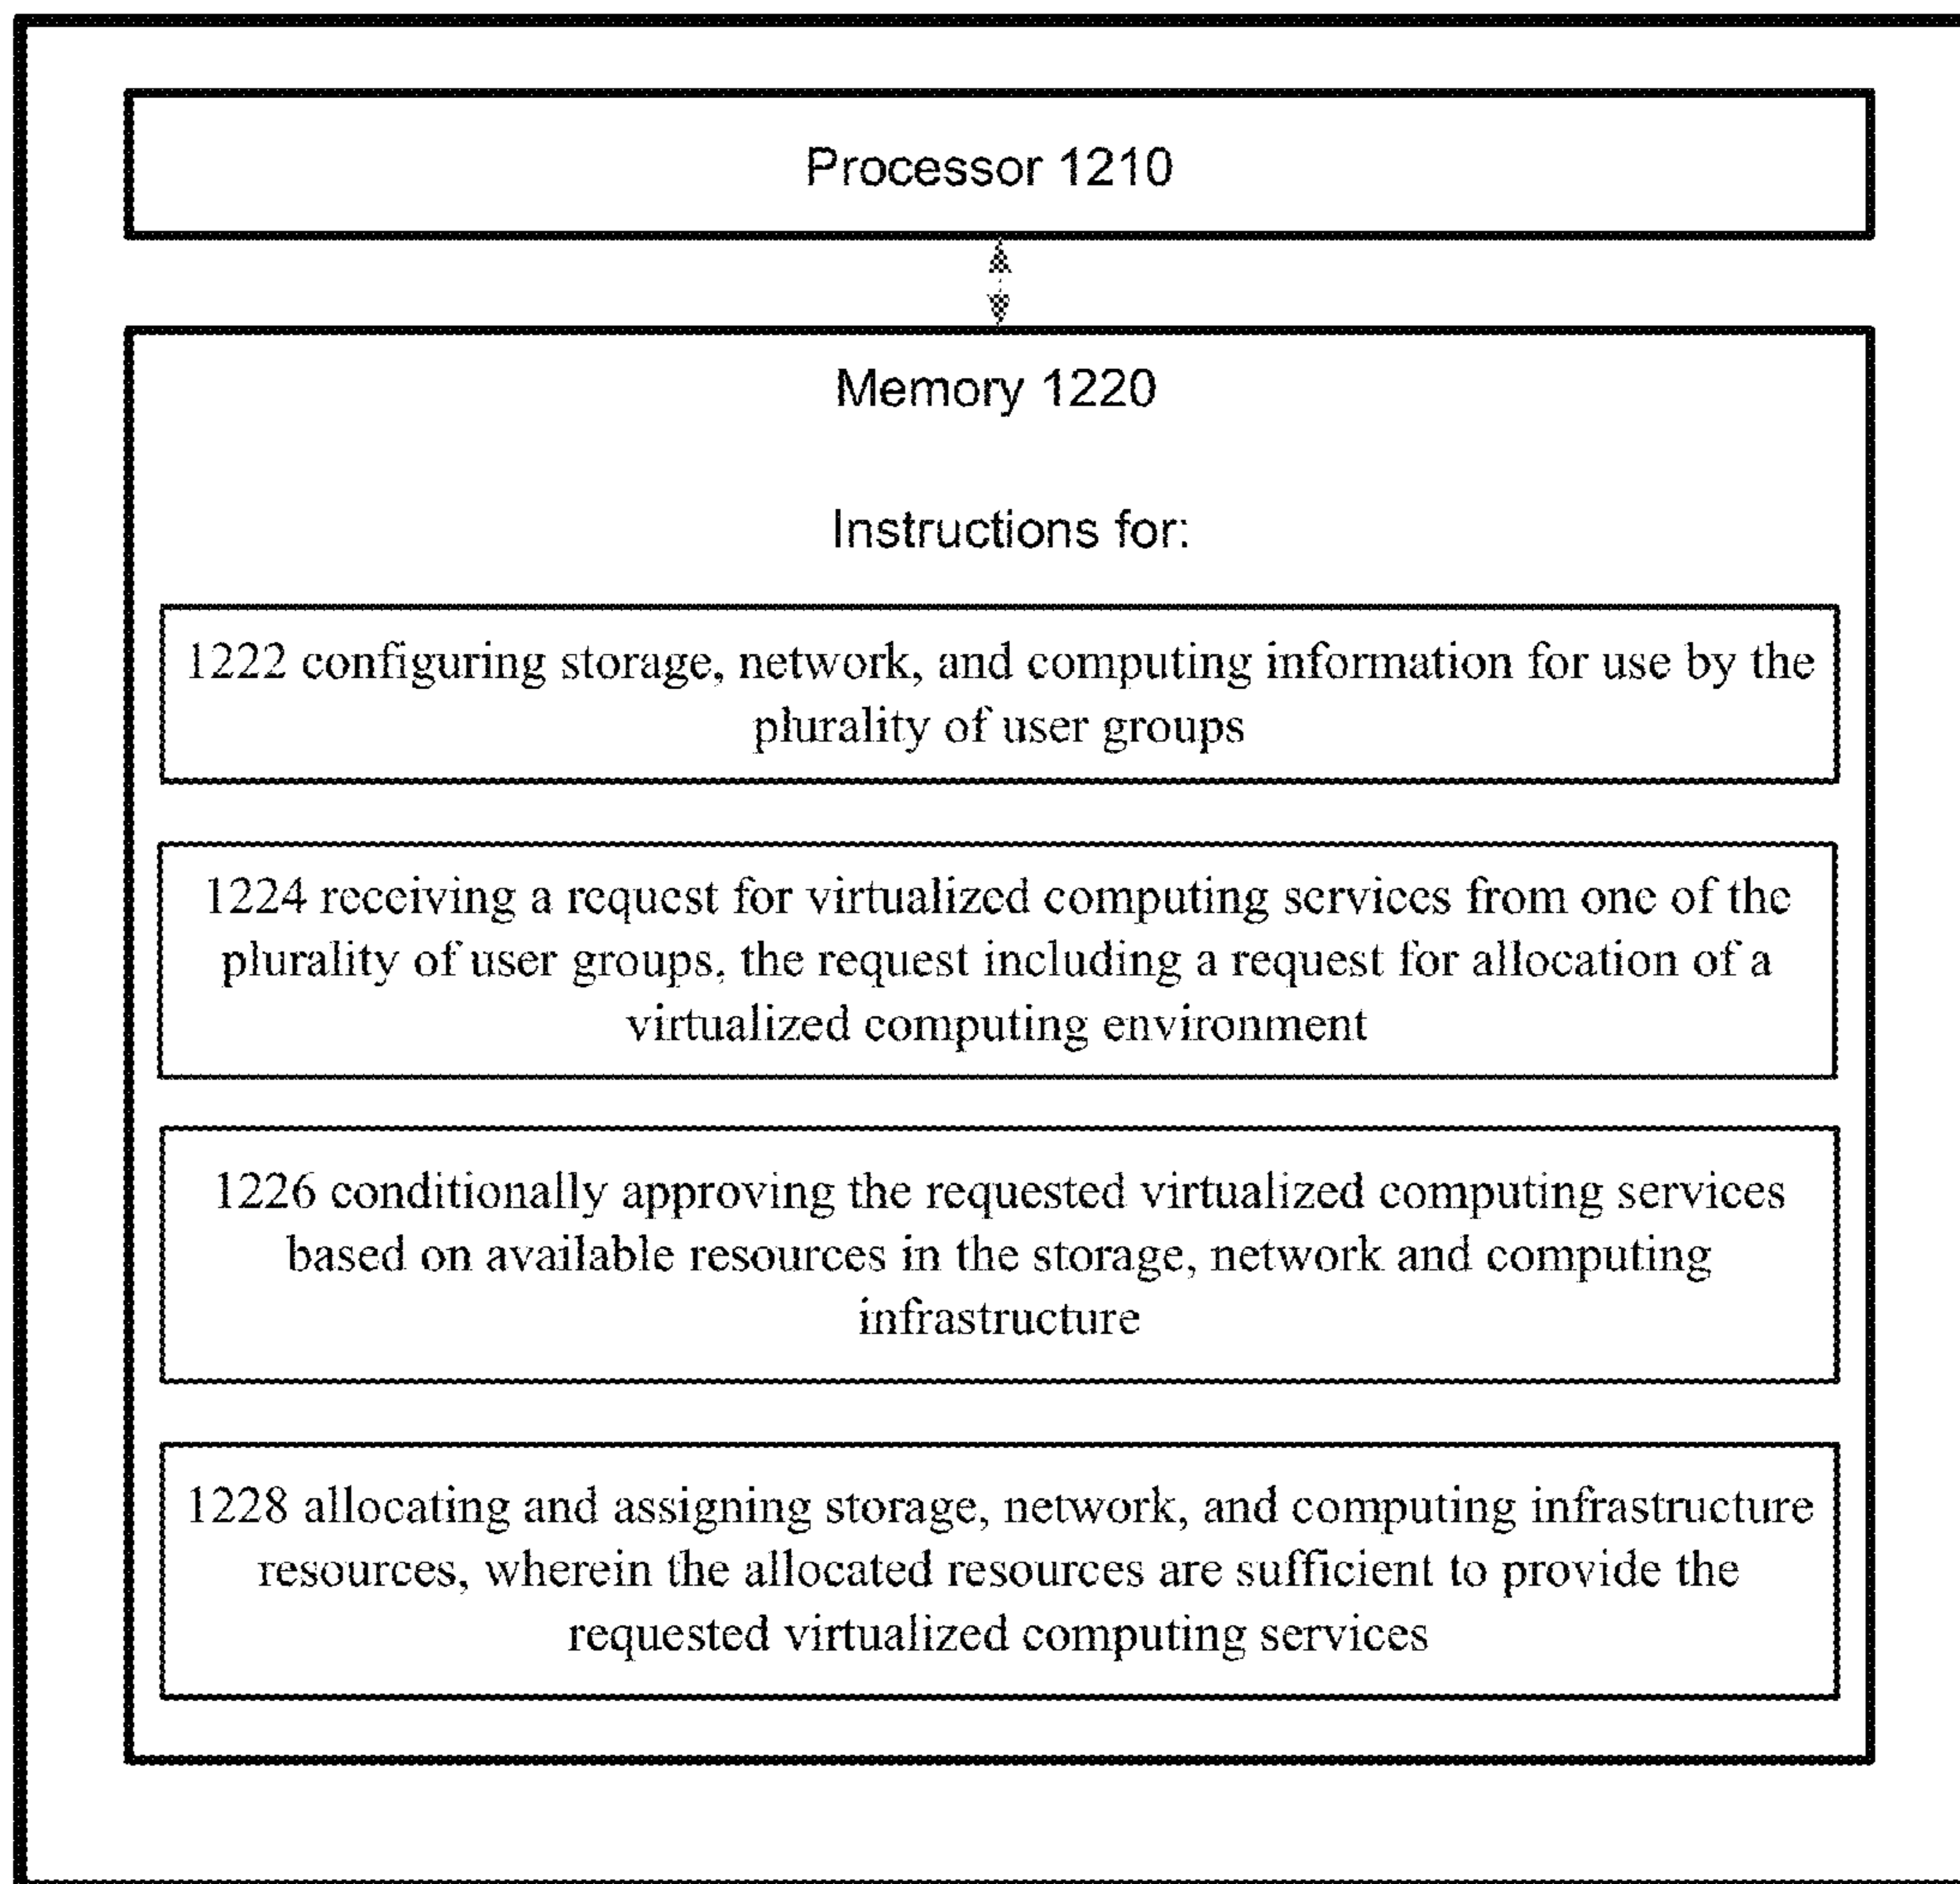 Processor 1210
Memory 1220
Instructions for:
1222 configuring storage, network, and computing information for use by the
plurality of user groups
1224 receiving a request for virtualized computing services from one of the
plurality of user groups, the request including a request for allocation of a
virtualized computing environment
1226 conditionally approving the requested virtualized computing services
based on available resources in the storage, network and computing
infrastructure
1228 allocating and assigning storage, network, and computing infrastructure
resources, wherein the allocated resources are sufficient to provide the
requested virtualized computing services